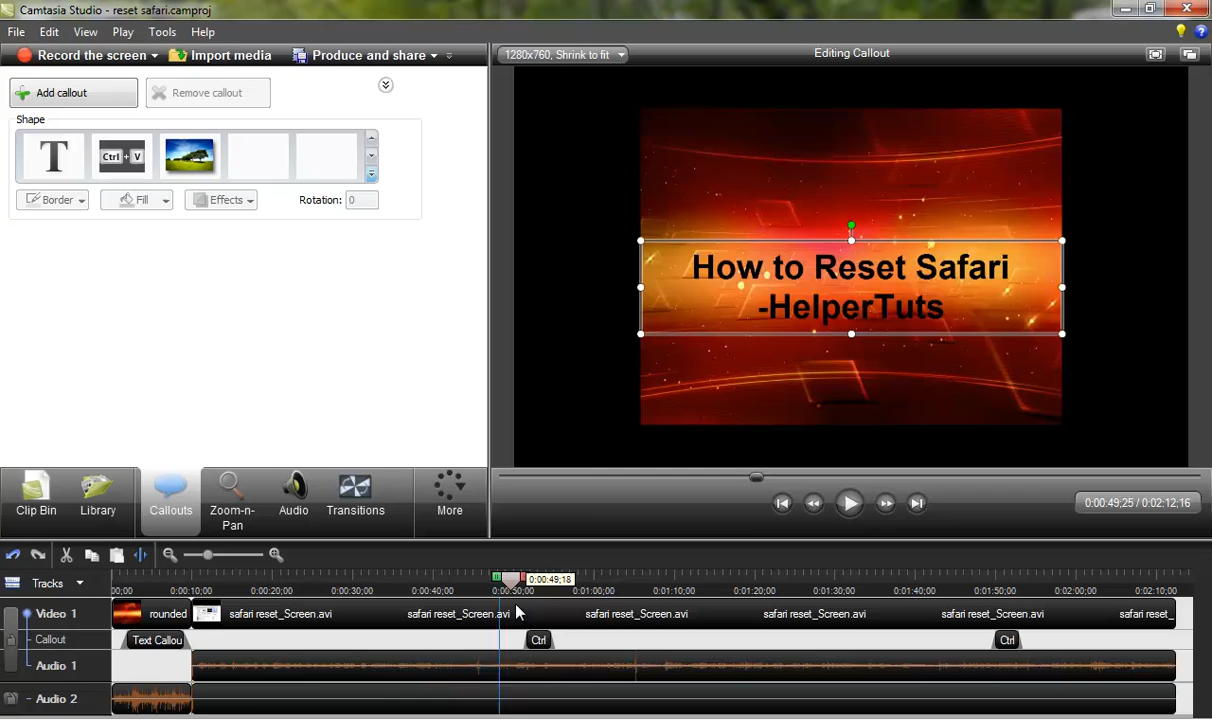 Camtasia Studio - reset safari.camproj
File Edit View Play Tools Help
Record the screen Import media Produce and share
1280x760, Shrink to fit
Editing Callout
Add callout
Remove callout
Shape
T
Ctrl + V
Border
Fill
Effects
Rotation: 0
How to Reset Safari
-HelperTuts
Clip Bin
Library
Callouts
Zoom-n-
Pan
Audio
Transitions
More
0:00:49;25 / 0:02:12;16
0:00:49;18
Tracks
00;00 0:00:10;00 0:00:20;00 0:00:30;00 0:00:40;00 0:00:50;00 0:01:00;00 0:01:10;00 0:01:20;00 0:01:30;00 0:01:40;00 0:01:50;00 0:02:00;00 0:02:10;00
Video 1 rounded safari reset_Screen.avi safari reset_Screen.avi safari reset_Screen.avi safari reset_Screen.avi safari reset_Screen.avi safari reset_
Callout Text Callou Ctrl Ctrl
Audio 1
Audio 2